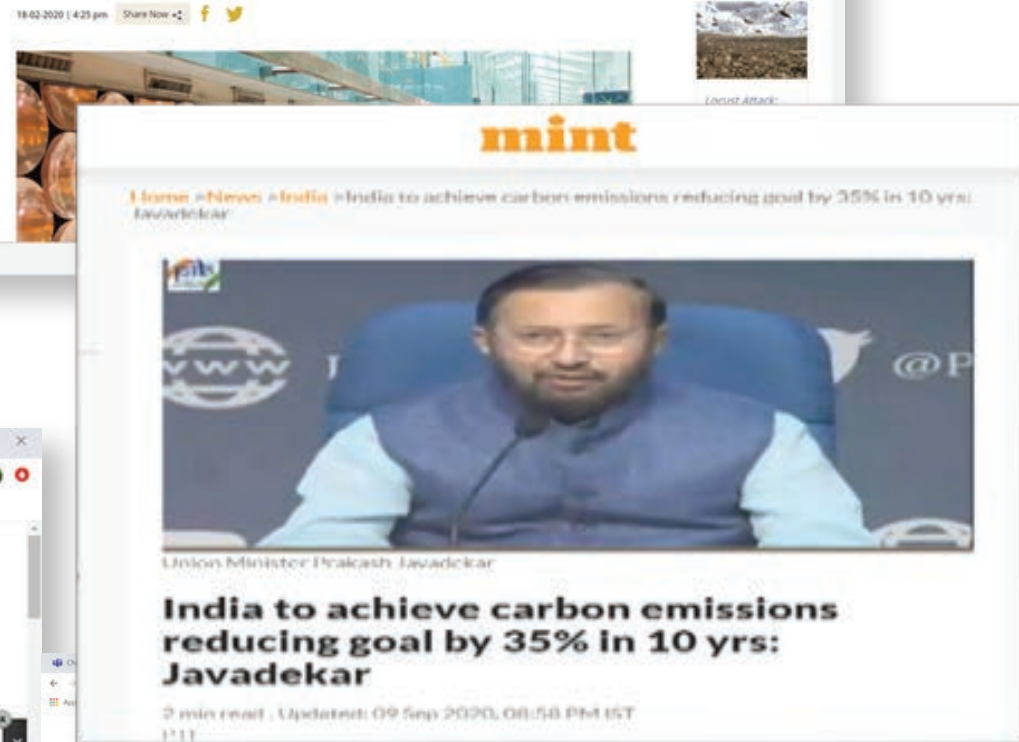 18-02-2020 | 4:25 pm Share Now
Locust Attack:
mint
Home »News »India »India to achieve carbon emissions reducing goal by 35% in 10 yrs:
Javadekar
www
@P
Union Minister Prakash Javadekar
India to achieve carbon emissions
reducing goal by 35% in 10 yrs:
Javadekar
2 min read . Updated: 09 Sep 2020, 08:58 PM IST
PTI